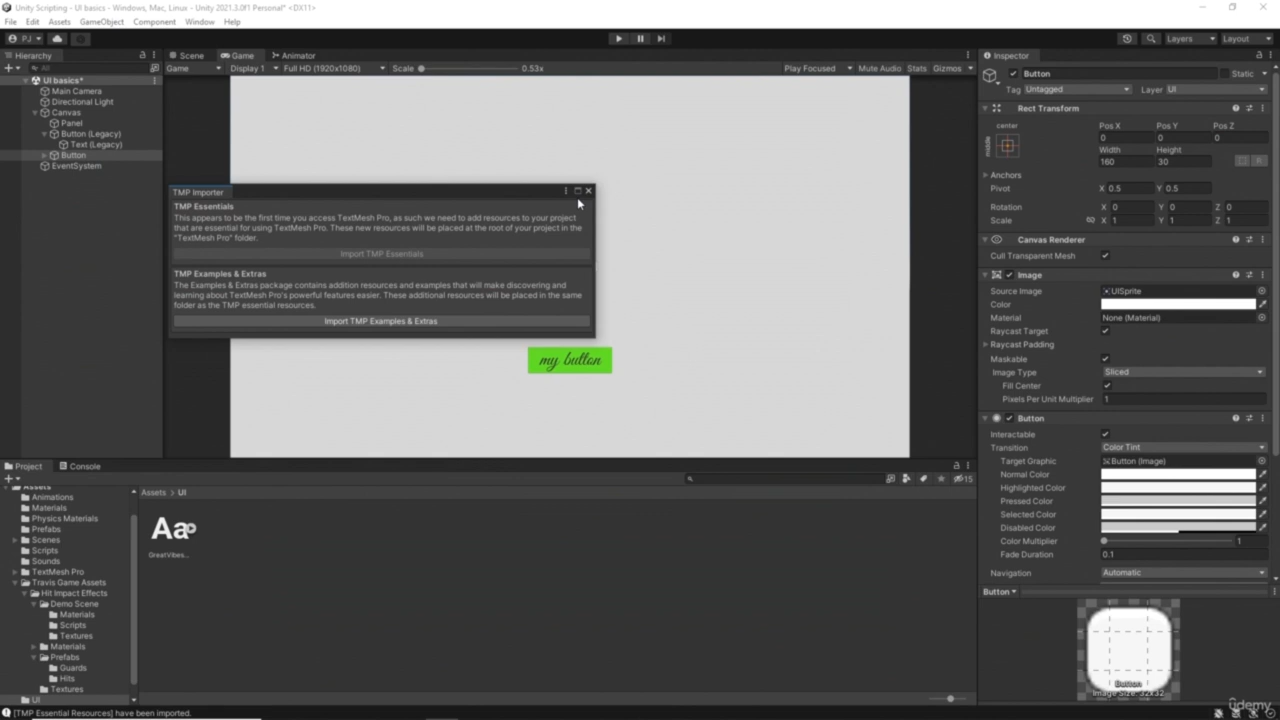 Unity Scripting - UI basics - Windows, Mac, Linux - Unity 2021.3.0f1 Personal* <DX11>
File Edit Assets GameObject Component Window Help
PJ
Layers Layout
Hierarchy
All
UI basics*
Main Camera
Directional Light
Canvas
Panel
Button (Legacy)
Text (Legacy)
Button
EventSystem
Scene Game Animator
Game Display 1 Full HD (1920x1080) Scale 0.53x Play Focused Mute Audio Stats Gizmos
TMP Importer
TMP Essentials
This appears to be the first time you access TextMesh Pro, as such we need to add resources to your project
that are essential for using TextMesh Pro. These new resources will be placed at the root of your project in the
"TextMesh Pro" folder.
Import TMP Essentials
TMP Examples & Extras
The Examples & Extras package contains addition resources and examples that will make discovering and
learning about TextMesh Pro's powerful features easier. These additional resources will be placed in the same
folder as the TMP essential resources.
Import TMP Examples & Extras
my button
Inspector
Button Static
Tag Untagged Layer UI
Rect Transform
center
middle
Pos X Pos Y Pos Z
0 0 0
Width Height
160 30
Anchors
Pivot X 0.5 Y 0.5
Rotation X 0 Y 0 Z 0
Scale X 1 Y 1 Z 1
Canvas Renderer
Cull Transparent Mesh
Image
Source Image UISprite
Color
Material None (Material)
Raycast Target
Raycast Padding
Maskable
Image Type Sliced
Fill Center
Pixels Per Unit Multiplier 1
Button
Interactable
Transition Color Tint
Target Graphic Button (Image)
Normal Color
Highlighted Color
Pressed Color
Selected Color
Disabled Color
Color Multiplier 1
Fade Duration 0.1
Navigation Automatic
Button
Button
Image Size: 32x32
Project Console
15
Assets
Animations
Materials
Physics Materials
Prefabs
Scenes
Scripts
Sounds
TextMesh Pro
Travis Game Assets
Hit Impact Effects
Demo Scene
Materials
Scripts
Textures
Materials
Prefabs
Guards
Hits
Textures
UI
Assets > UI
Aa
GreatVibes...
[TMP Essential Resources] have been imported.
udemy